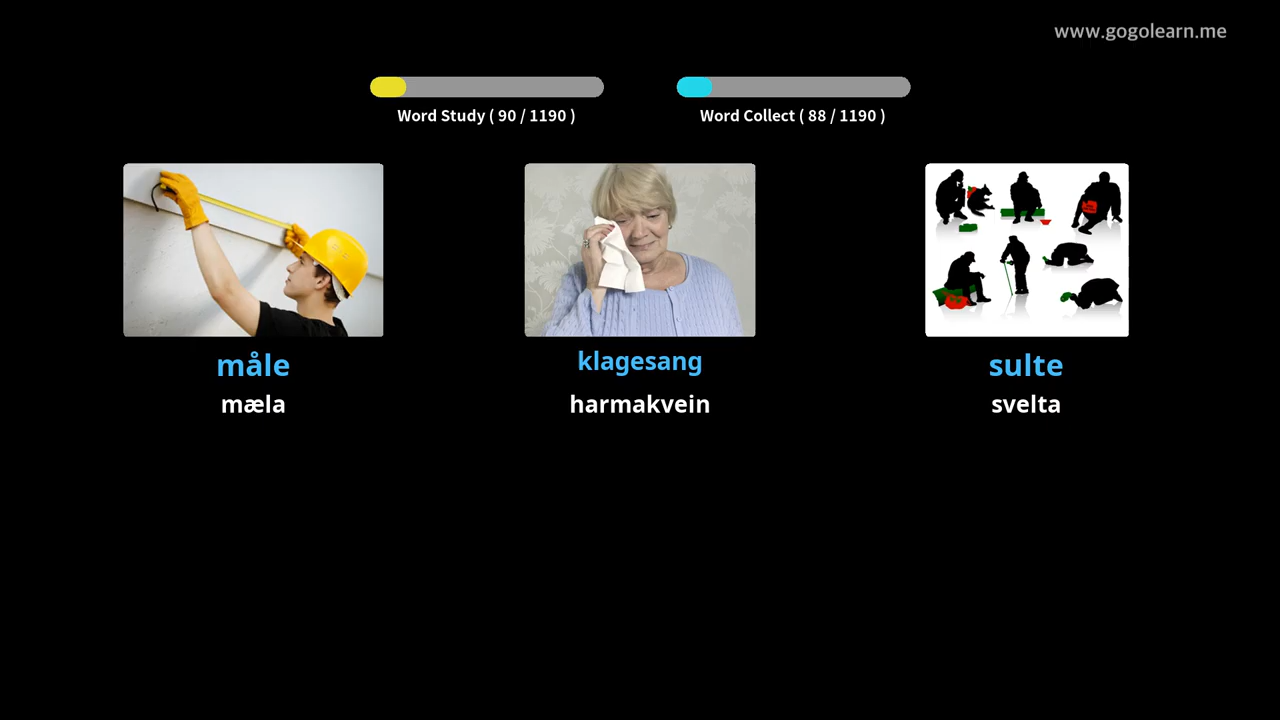 www.gogolearn.me
Word Study ( 90 / 1190 )
Word Collect ( 88 / 1190 )
måle
klagesang
sulte
mæla
harmakvein
svelta